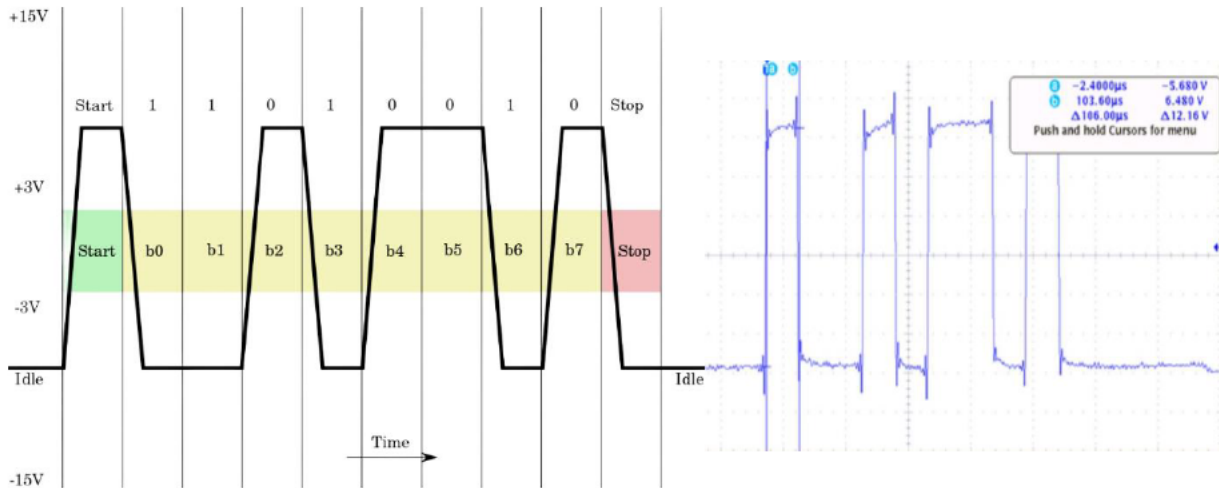 +15V
Start 1 1 0 1 0 0 1 0 Stop
+3V
Start b0 b1 b2 b3 b4 b5 b6 b7 Stop
-3V
Idle
Idle
Time
-15V
a b
a -2.4000µs -5.680 V
b 103.60µs 6.480 V
Δ106.00µs Δ12.16 V
Push and hold Cursors for menu